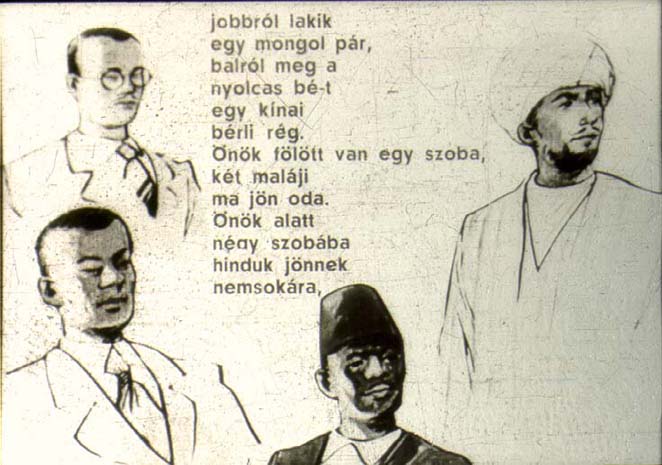 jobbról lakik
egy mongol pár,
balról meg a
nyolcas bé-t
egy kínai
bérli rég.
Önök fölött van egy szoba,
két maláji
ma jön oda.
Önök alatt
négy szobába
hinduk jönnek
nemsokára,